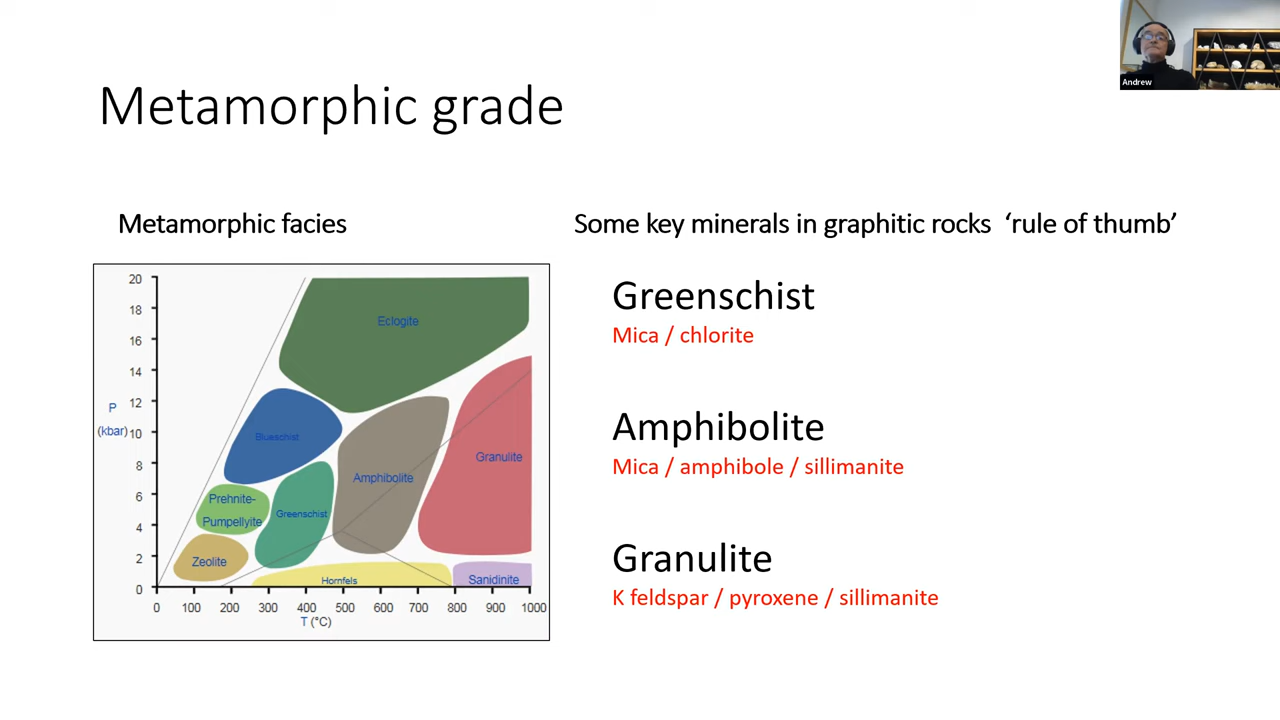 Andrew
Metamorphic grade
Metamorphic facies
Some key minerals in graphitic rocks ‘rule of thumb’
20
18
16
14
12
10
8
6
4
2
0
P
(kbar)
Eclogite
Blueschist
Amphibolite
Granulite
Prehnite-
Pumpellyite
Greenschist
Zeolite
Hornfels
Sanidinite
0 100 200 300 400 500 600 700 800 900 1000
T (°C)
Greenschist
Mica / chlorite
Amphibolite
Mica / amphibole / sillimanite
Granulite
K feldspar / pyroxene / sillimanite